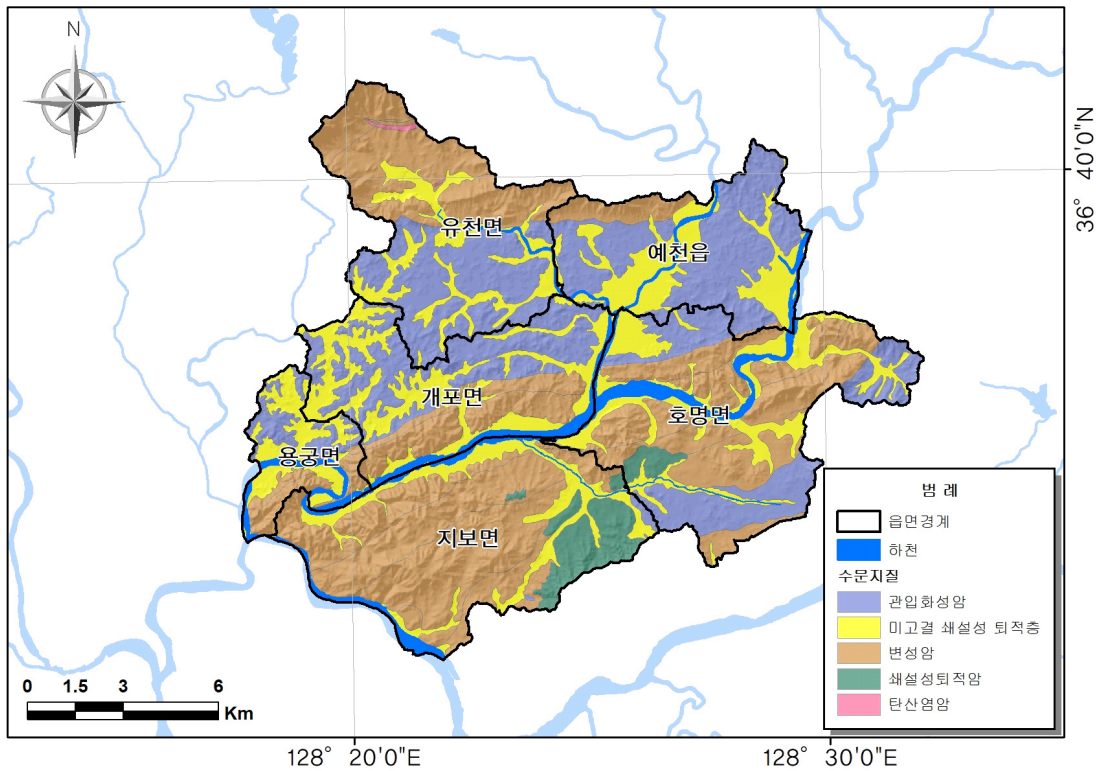 N
40' 0"N
36°
유천면
예천읍
개포면
호명면
용궁면
지보면
범 례
읍면경계
하천
수문지질
관입화성암
미고결 쇄설성 퇴적층
변성암
쇄설성퇴적암
탄산염암
0 1.5 3 6
Km
128° 20'0"E
128° 30'0"E